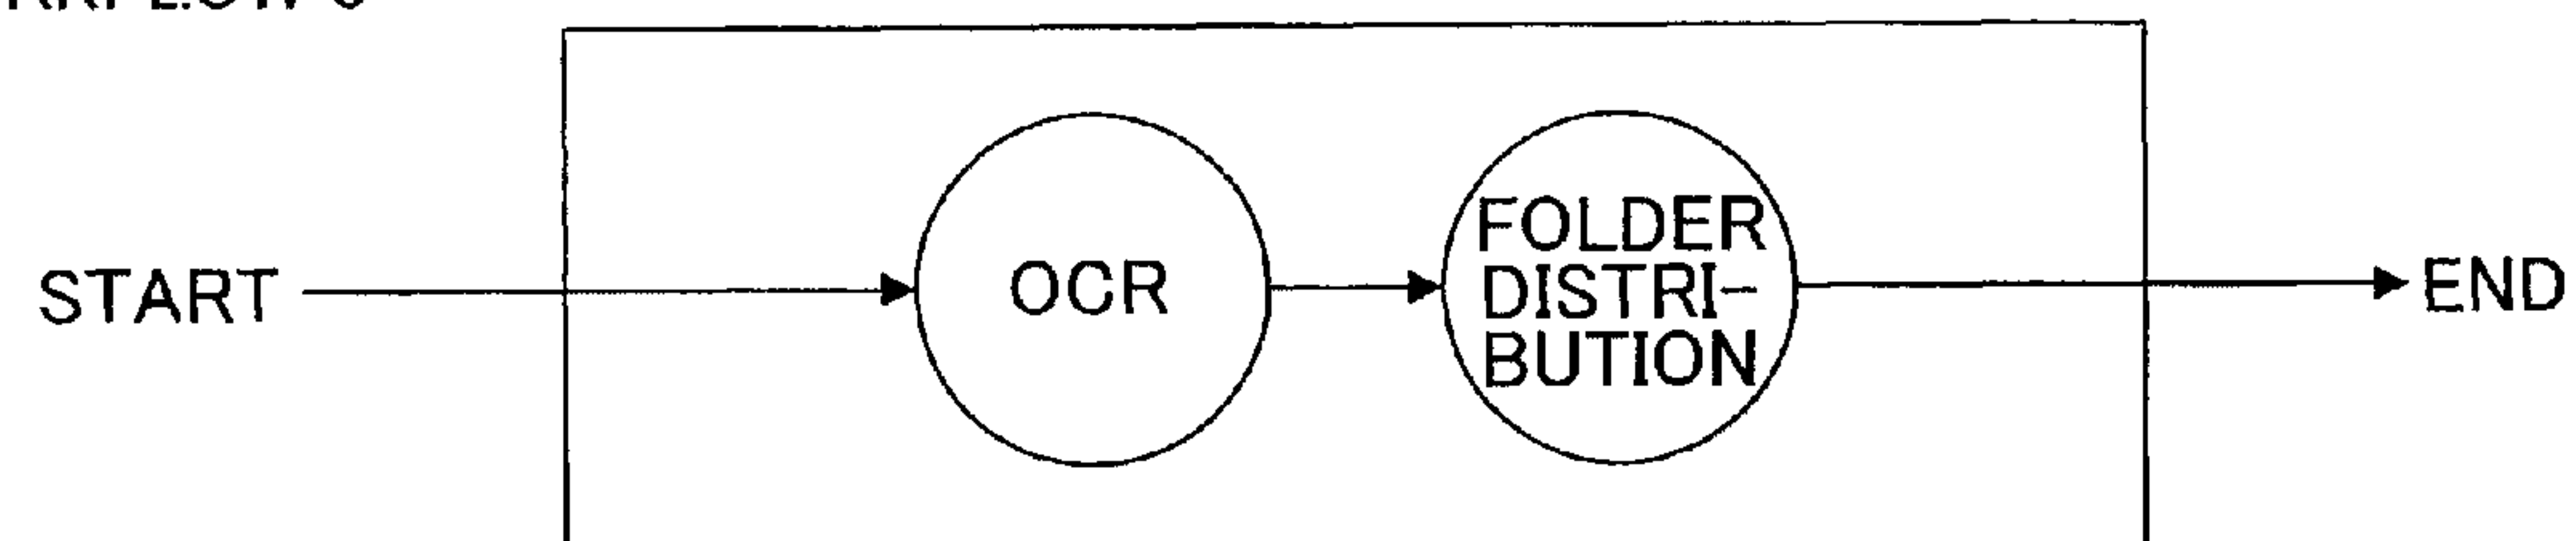 START
OCR
FOLDER
DISTRI-
BUTION
END